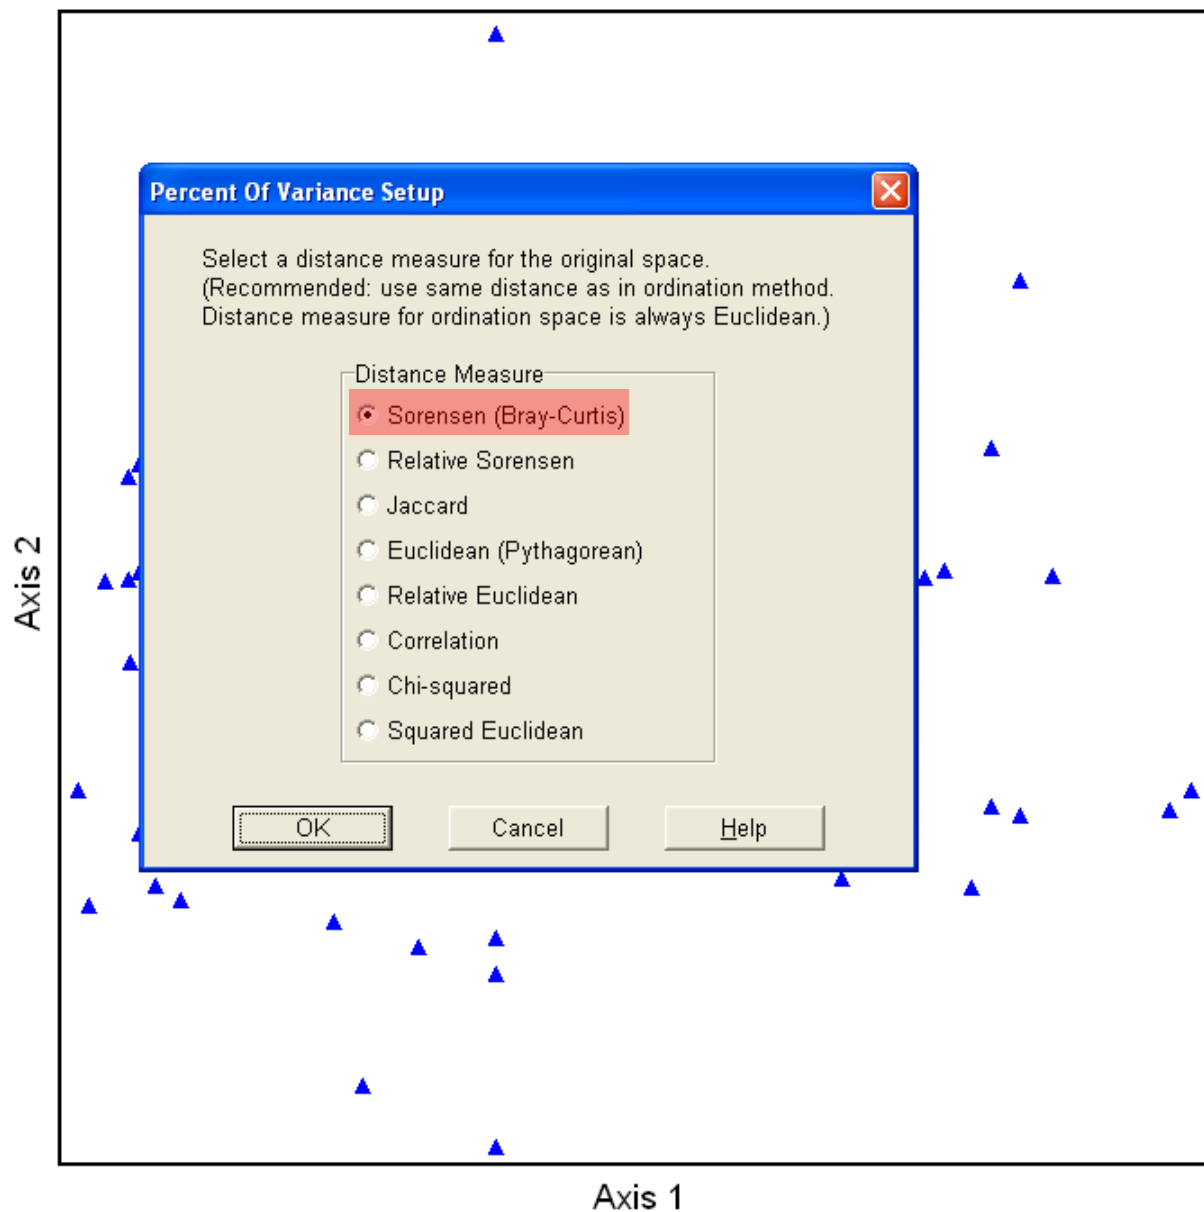 Percent Of Variance Setup
Select a distance measure for the original space.
(Recommended: use same distance as in ordination method.
Distance measure for ordination space is always Euclidean.)
Distance Measure
Sorensen (Bray-Curtis)
Relative Sorensen
Jaccard
Euclidean (Pythagorean)
Relative Euclidean
Correlation
Chi-squared
Squared Euclidean
OK Cancel Help
Axis 2
Axis 1